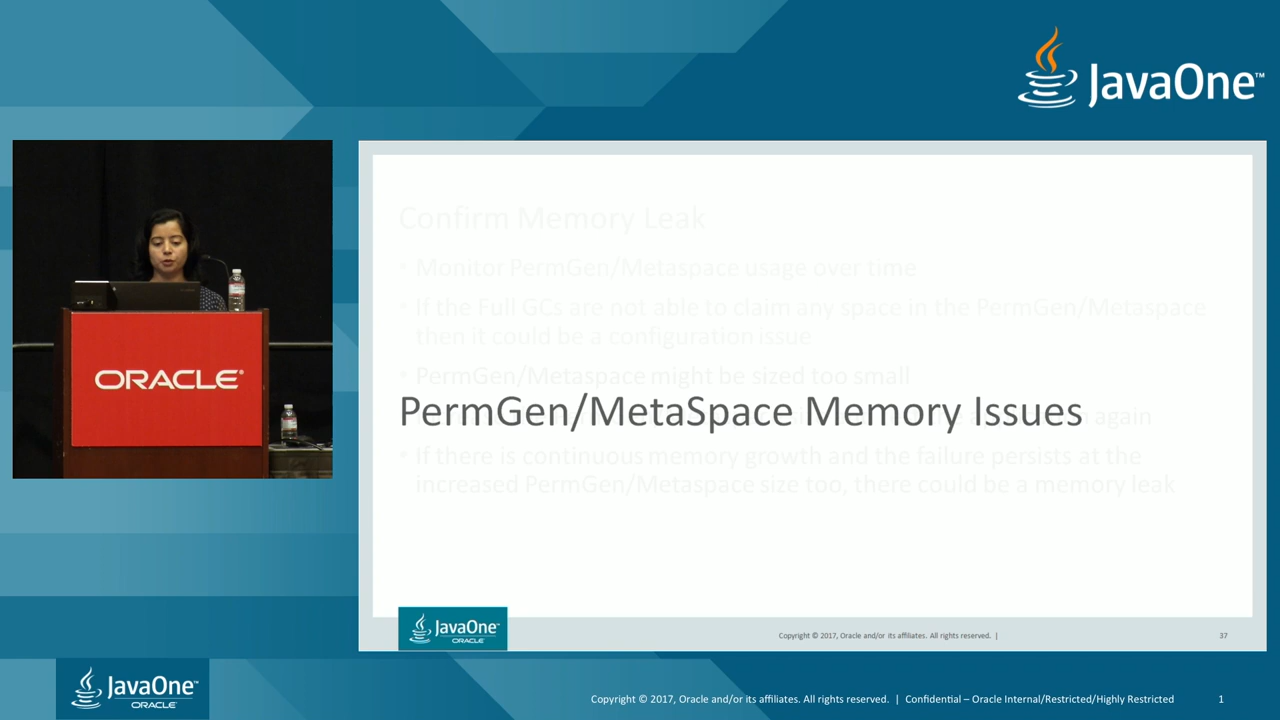 JavaOne™
Confirm Memory Leak
• Monitor PermGen/Metaspace usage over time
• If the Full GCs are not able to claim any space in the PermGen/Metaspace
then it could be a configuration issue
• PermGen/Metaspace might be sized too small
PermGen/MetaSpace Memory Issues
again
• If there is continuous memory growth and the failure persists at the
increased PermGen/Metaspace size too, there could be a memory leak
ORACLE®
JavaOne™
ORACLE®
Copyright © 2017, Oracle and/or its affiliates. All rights reserved. |
37
JavaOne™
ORACLE®
Copyright © 2017, Oracle and/or its affiliates. All rights reserved. | Confidential – Oracle Internal/Restricted/Highly Restricted
1